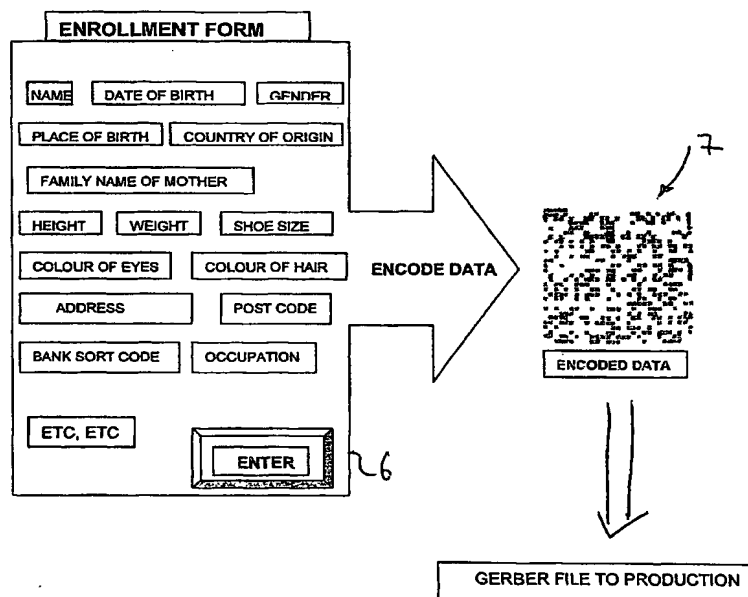 ENROLLMENT FORM
NAME DATE OF BIRTH GENDER
PLACE OF BIRTH COUNTRY OF ORIGIN
FAMILY NAME OF MOTHER
HEIGHT WEIGHT SHOE SIZE
COLOUR OF EYES COLOUR OF HAIR
ADDRESS POST CODE
BANK SORT CODE OCCUPATION
ETC, ETC
ENTER
6
ENCODE DATA
7
ENCODED DATA
GERBER FILE TO PRODUCTION